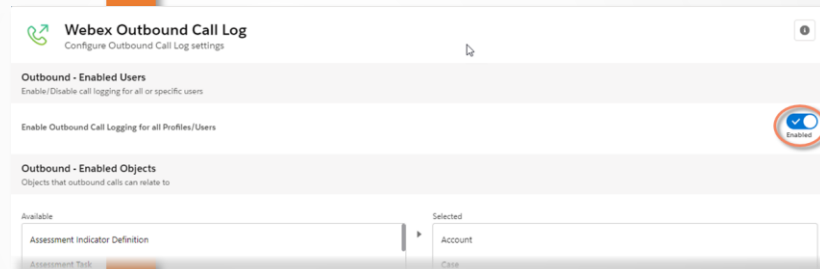 Webex Outbound Call Log
Configure Outbound Call Log settings
Outbound - Enabled Users
Enable/Disable call logging for all or specific users
Enable Outbound Call Logging for all Profiles/Users
Enabled
Outbound - Enabled Objects
Objects that outbound calls can relate to
Available
Selected
Assessment Indicator Definition
Account
Assessment Task
Case